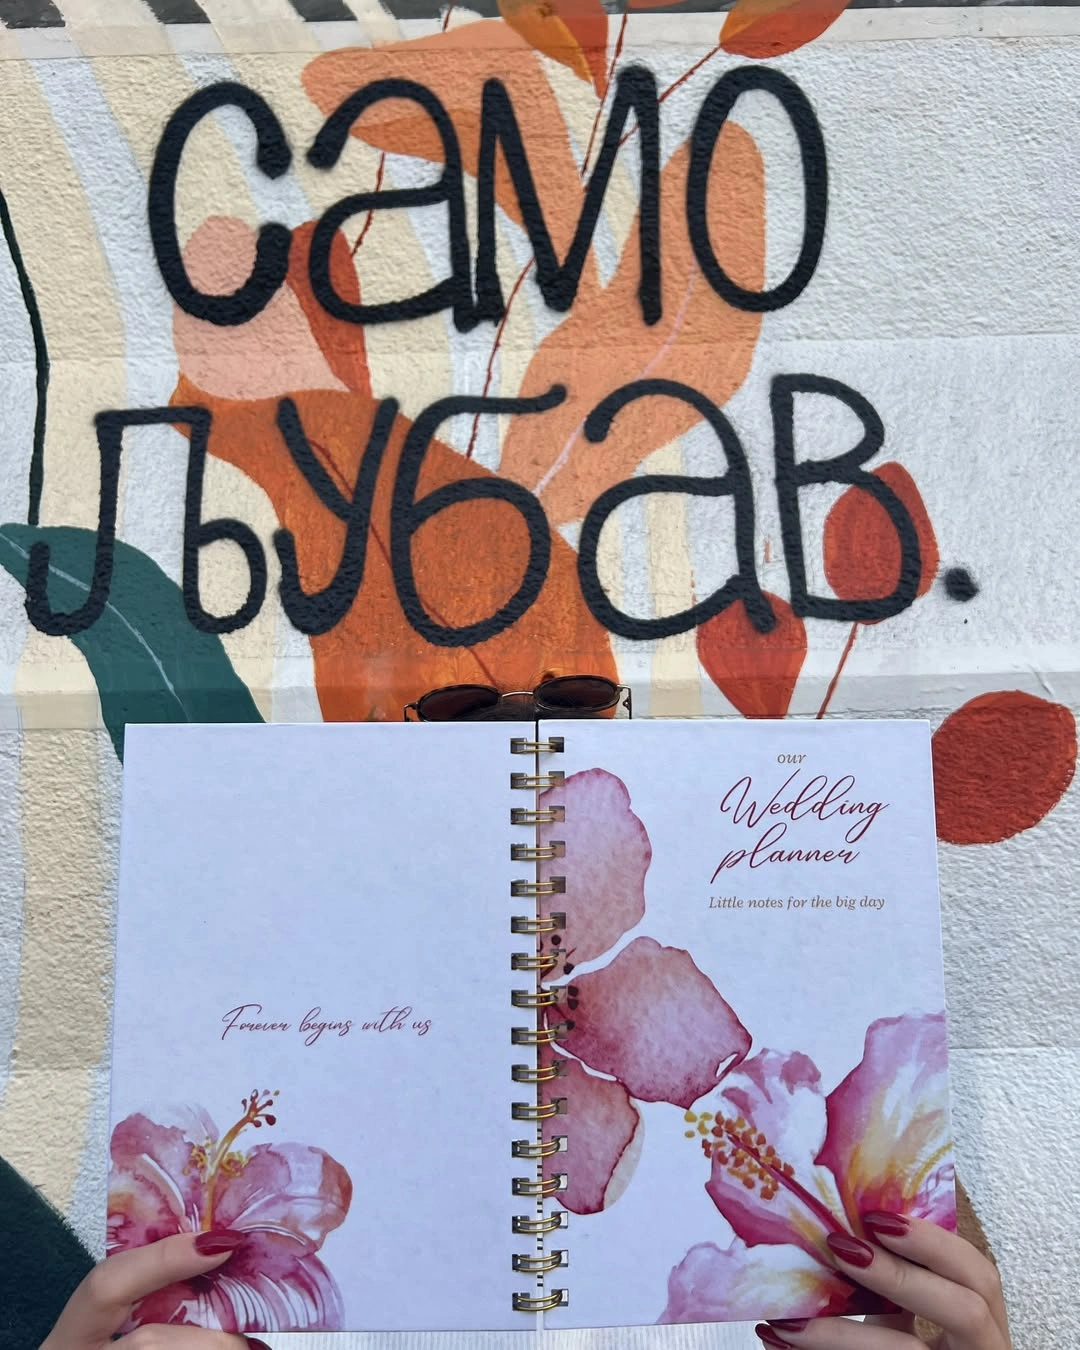 само
љубав.
our
Wedding
planner
Little notes for the big day
Forever begins with us